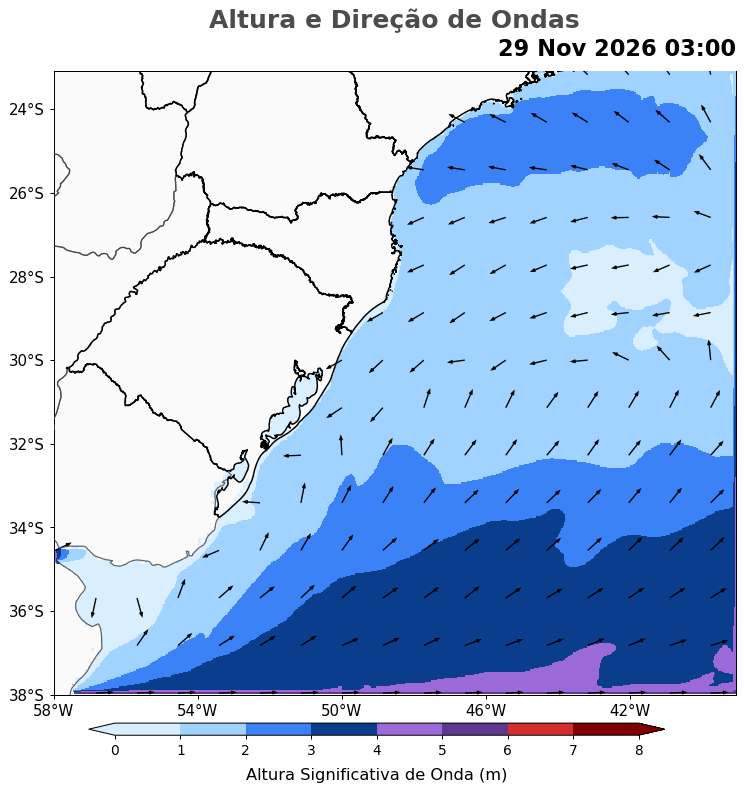 Altura e Direção de Ondas
29 Nov 2026 03:00
24°S
26°S
28°S
30°S
32°S
34°S
36°S
38°S
58°W 54°W 50°W 46°W 42°W
0 1 2 3 4 5 6 7 8
Altura Significativa de Onda (m)